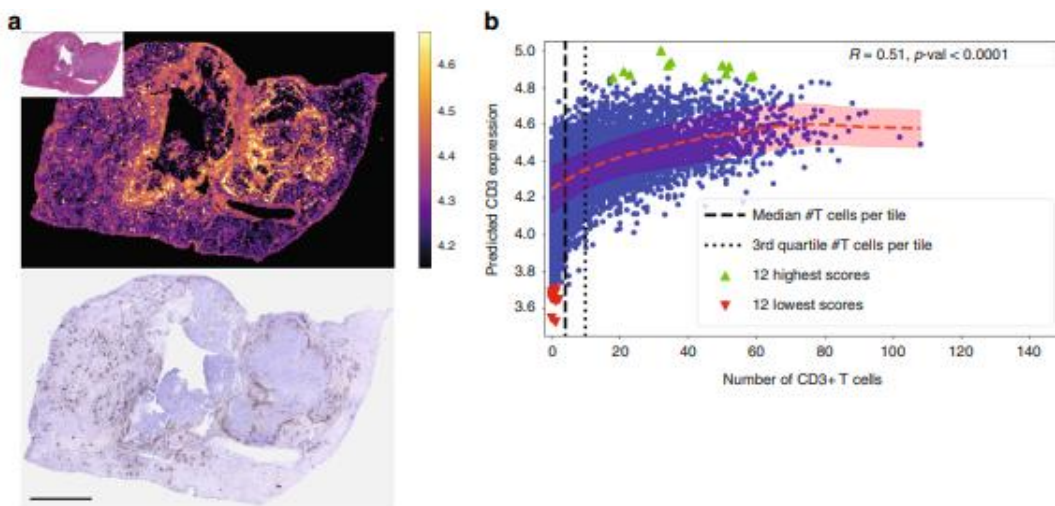 a
4.6
4.5
4.4
4.3
4.2
b
R = 0.51, p-val < 0.0001
Predicted CD3 expression
5.0
4.8
4.6
4.4
4.2
4.0
3.8
3.6
Median #T cells per tile
3rd quartile #T cells per tile
12 highest scores
12 lowest scores
0 20 40 60 80 100 120 140
Number of CD3+ T cells